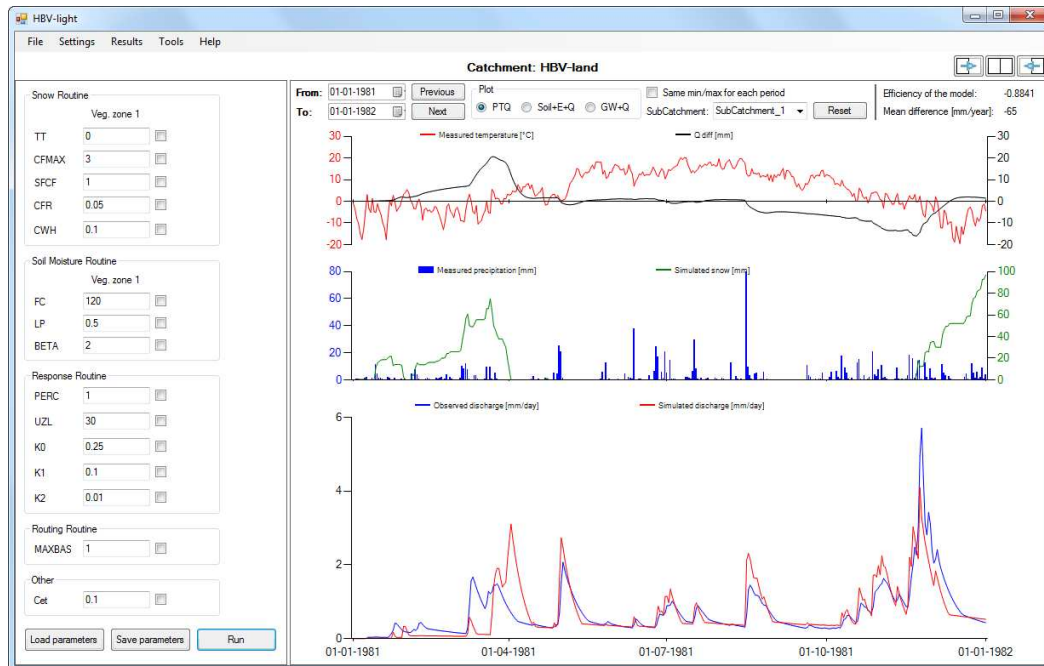 HBV-light
File Settings Results Tools Help
Catchment: HBV-land
Snow Routine
Veg. zone 1
TT 0
CFMAX 3
SFCF 1
CFR 0.05
CWH 0.1
Soil Moisture Routine
Veg. zone 1
FC 120
LP 0.5
BETA 2
Response Routine
PERC 1
UZL 30
K0 0.25
K1 0.1
K2 0.01
Routing Routine
MAXBAS 1
Other
Cet 0.1
Load parameters Save parameters Run
From: 01-01-1981 Previous
To: 01-01-1982 Next
Plot
PTQ Soil+E+Q GW+Q
Same min/max for each period
SubCatchment: SubCatchment_1 Reset
Efficiency of the model: -0.8841
Mean difference [mm/year]: -65
Measured temperature [°C] Q diff [mm]
30 30
20 20
10 10
0 0
-10 -10
-20 -20
Measured precipitation [mm] Simulated snow [mm]
80 100
60 80
60
40 40
20 20
0 0
Observed discharge [mm/day] Simulated discharge [mm/day]
6
4
2
0
01-01-1981 01-04-1981 01-07-1981 01-10-1981 01-01-1982